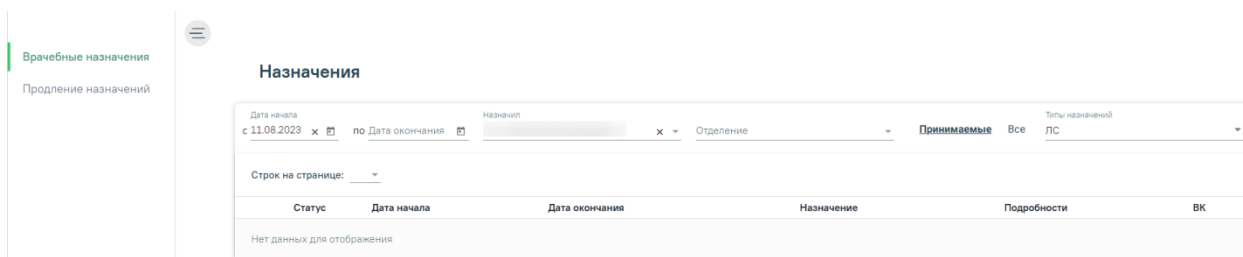 Врачебные назначения
Продление назначений
Назначения
Дата начала Назначил Типы назначений
с 11.08.2023 x по Дата окончания x Отделение Принимаемые Все ЛС
Строк на странице:
Статус Дата начала Дата окончания Назначение Подробности ВК
Нет данных для отображения